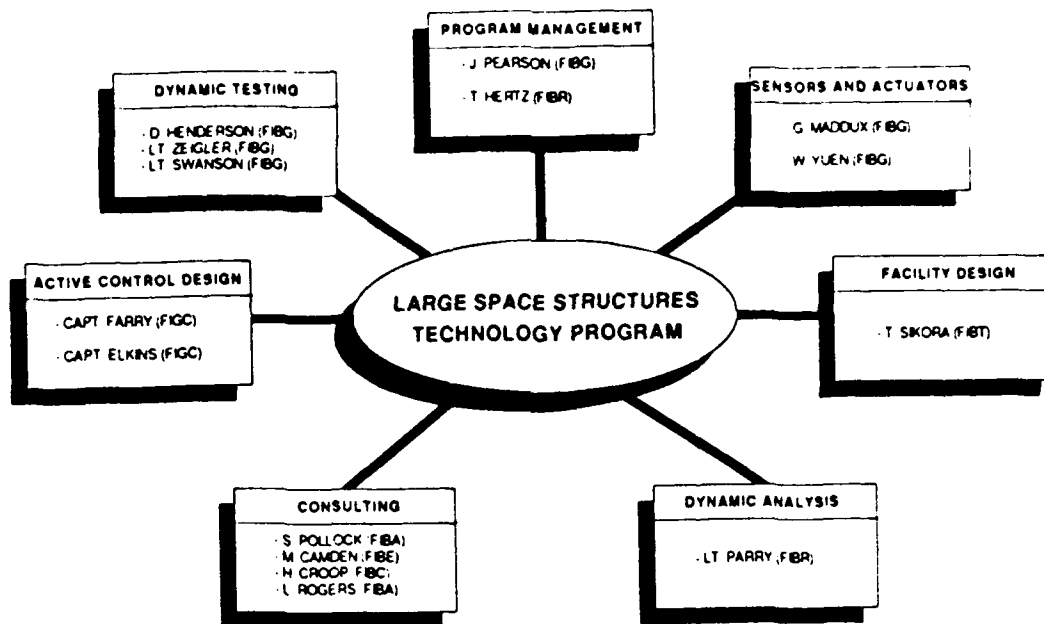 PROGRAM MANAGEMENT
- J PEARSON (FIBG)
- T HERTZ (FIBR)
DYNAMIC TESTING
- D HENDERSON (FIBG)
- LT ZEIGLER (FIBG)
- LT SWANSON (FIBG)
SENSORS AND ACTUATORS
G MADDUX (FIBG)
W YUEN (FIBG)
ACTIVE CONTROL DESIGN
- CAPT FARRY (FIGC)
- CAPT ELKINS (FIGC)
LARGE SPACE STRUCTURES
TECHNOLOGY PROGRAM
FACILITY DESIGN
- T SIKORA (FIBT)
CONSULTING
- S POLLOCK (FIBA)
- M CAMDEN (FIBE)
- H CROOP FIBC)
- L ROGERS FIBA)
DYNAMIC ANALYSIS
- LT PARRY (FIBR)